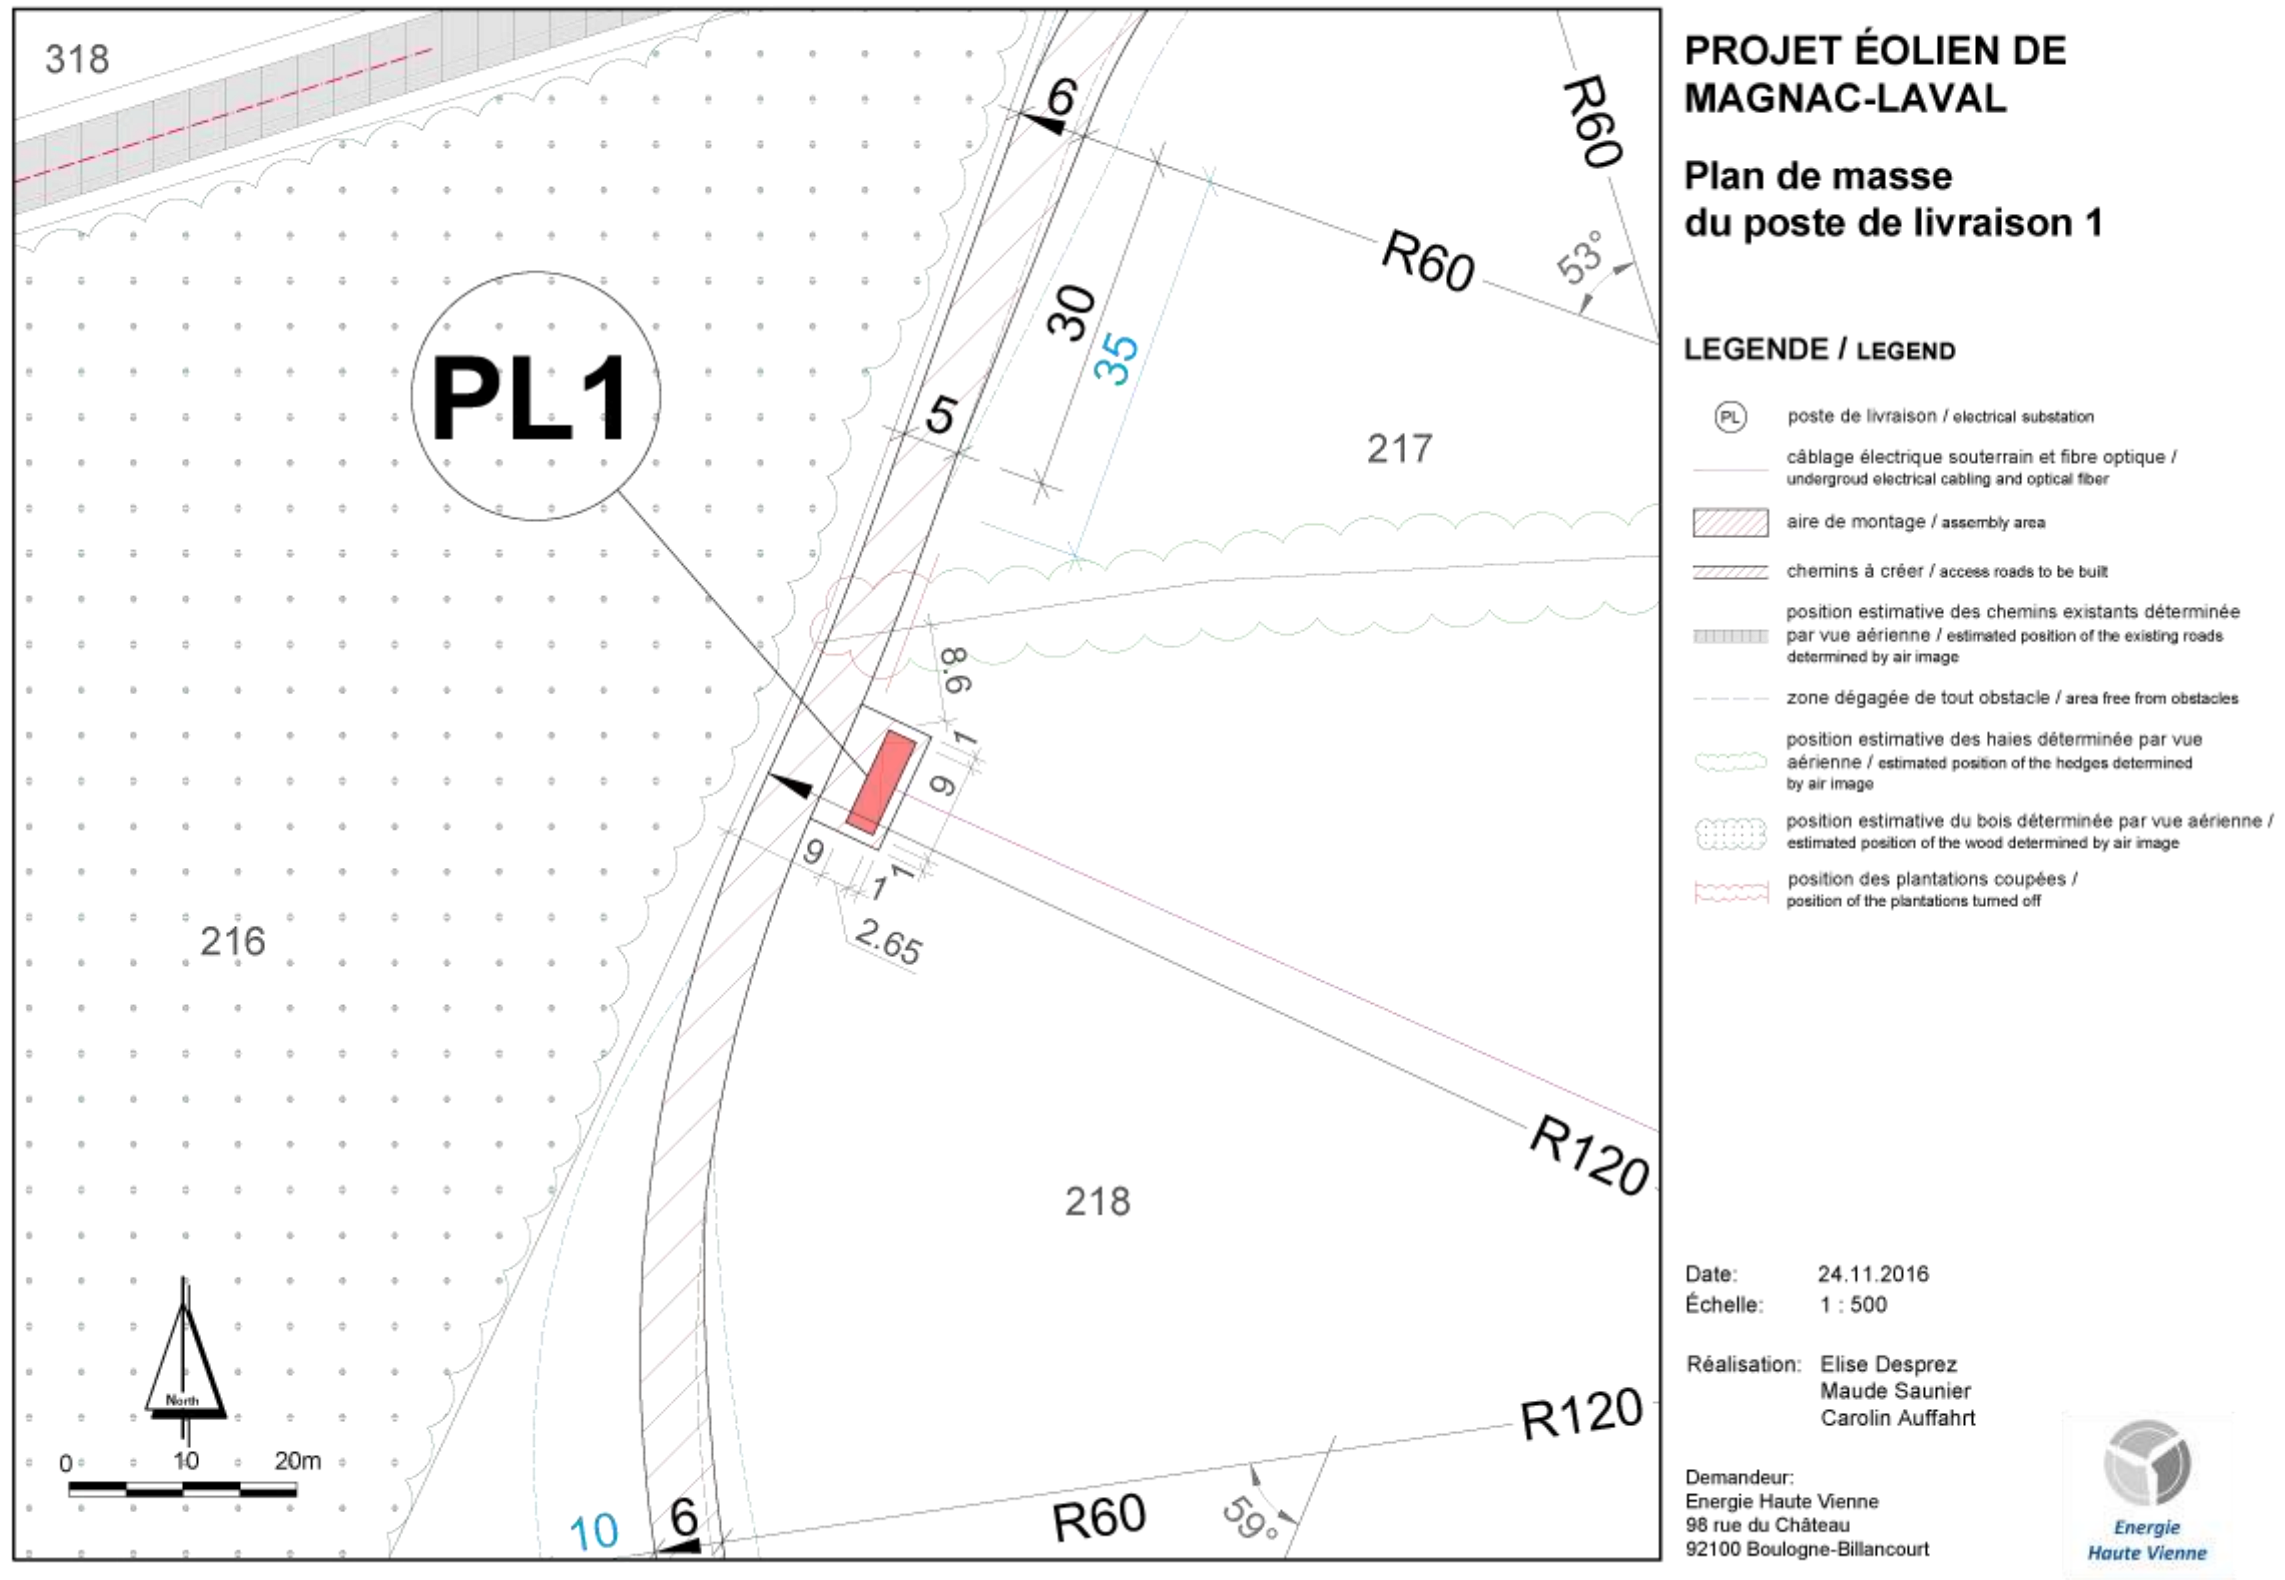 318
6
R60
R60
53°
30
35
PL1
5
217
8.6
1
9
9
1
1
2.65
216
R120
218
North
0
10
20m
R120
10
6
R60
59°
PROJET ÉOLIEN DE
MAGNAC-LAVAL
Plan de masse
du poste de livraison 1
LEGENDE / LEGEND
PL
poste de livraison / electrical substation
câblage électrique souterrain et fibre optique /
undergroud electrical cabling and optical fiber
aire de montage / assembly area
chemins à créer / access roads to be built
position estimative des chemins existants déterminée
par vue aérienne / estimated position of the existing roads
determined by air image
zone dégagée de tout obstacle / area free from obstacles
position estimative des haies déterminée par vue
aérienne / estimated position of the hedges determined
by air image
position estimative du bois déterminée par vue aérienne /
estimated position of the wood determined by air image
position des plantations coupées /
position of the plantations turned off
Date: 24.11.2016
Échelle: 1 : 500
Réalisation: Elise Desprez
Maude Saunier
Carolin Auffahrt
Demandeur:
Energie Haute Vienne
98 rue du Château
92100 Boulogne-Billancourt
Energie
Haute Vienne